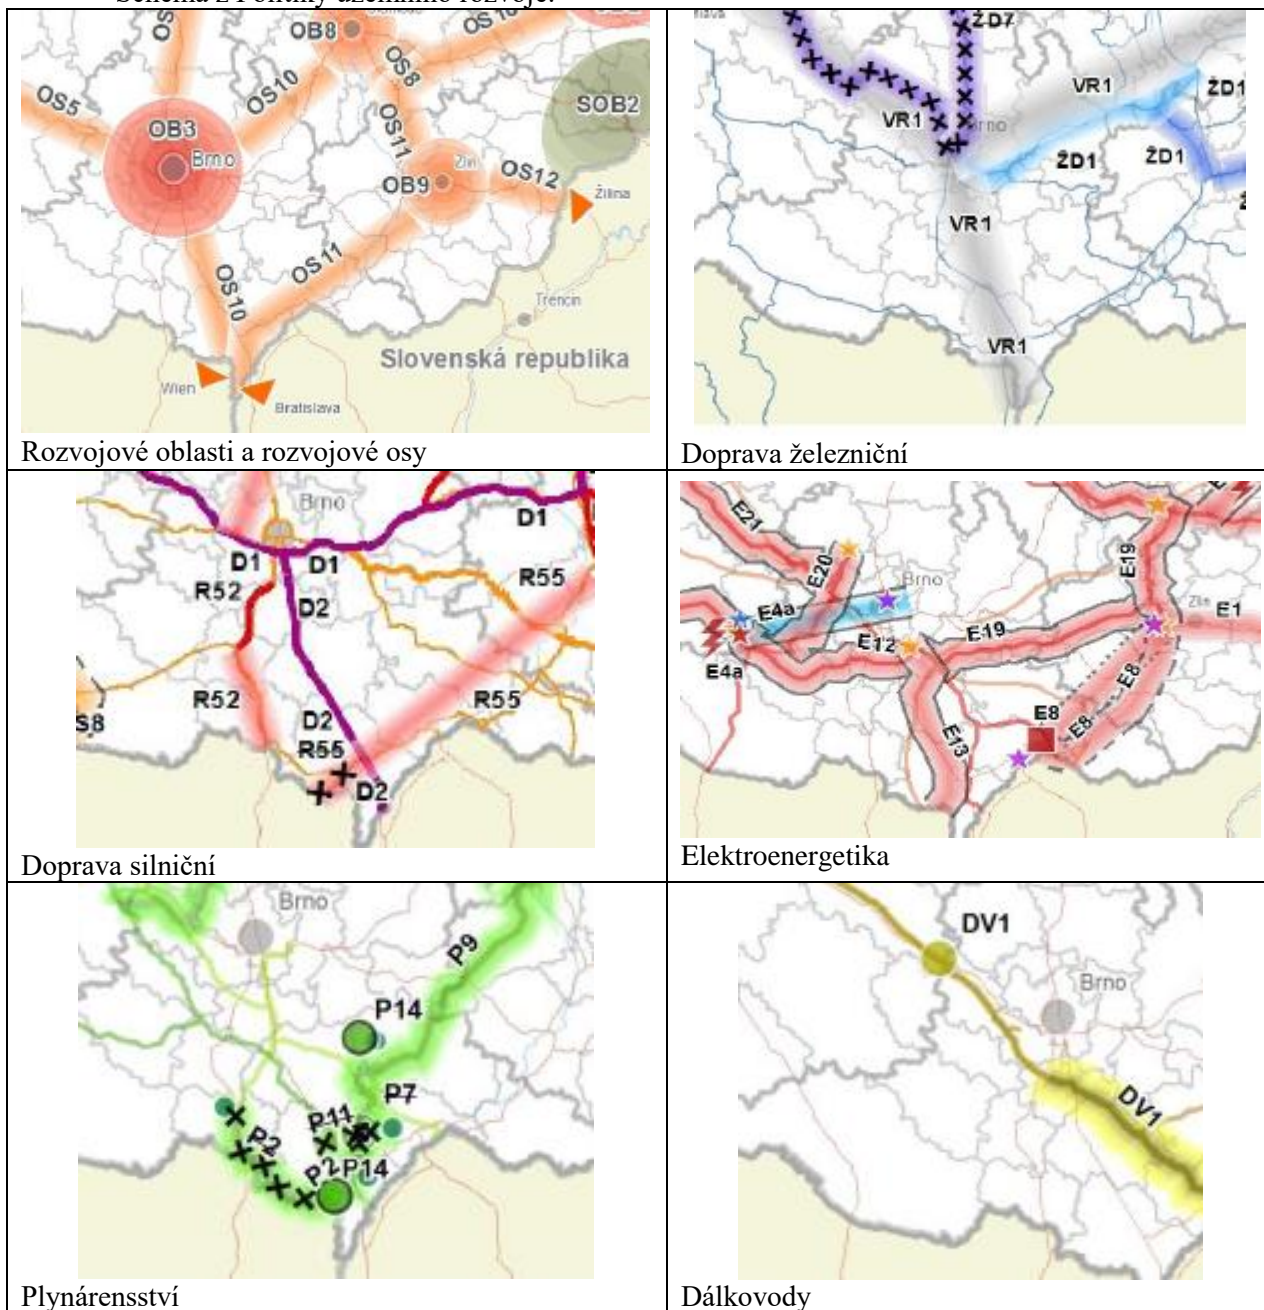 Schéma z Politiky územního rozvoje:
OB8
OS10
OS
OS5
OS10
OS8
OB3
Brno
OS11
SOB2
OB9
Zlín
OS12
Žilina
OS10
OS11
Trenčín
Slovenská republika
Wien
Bratislava
Rozvojové oblasti a rozvojové osy
ŽD7
VR1
ŽD1
VR1
rno
ŽD1
ŽD1
VR1
VR1
Doprava železniční
Brno
D1
D1
D1
R55
R52
D2
R52
R55
S8
D2
R55
D2
Doprava silniční
E21
E20
Brno
E19
E4a
Zlín
E1
E12
E19
E4a
E8
E8
E8
E13
Elektroenergetika
Brno
P9
P14
P7
P11
P2
P2
P14
Plynárensství
DV1
Brno
DV1
Dálkovody